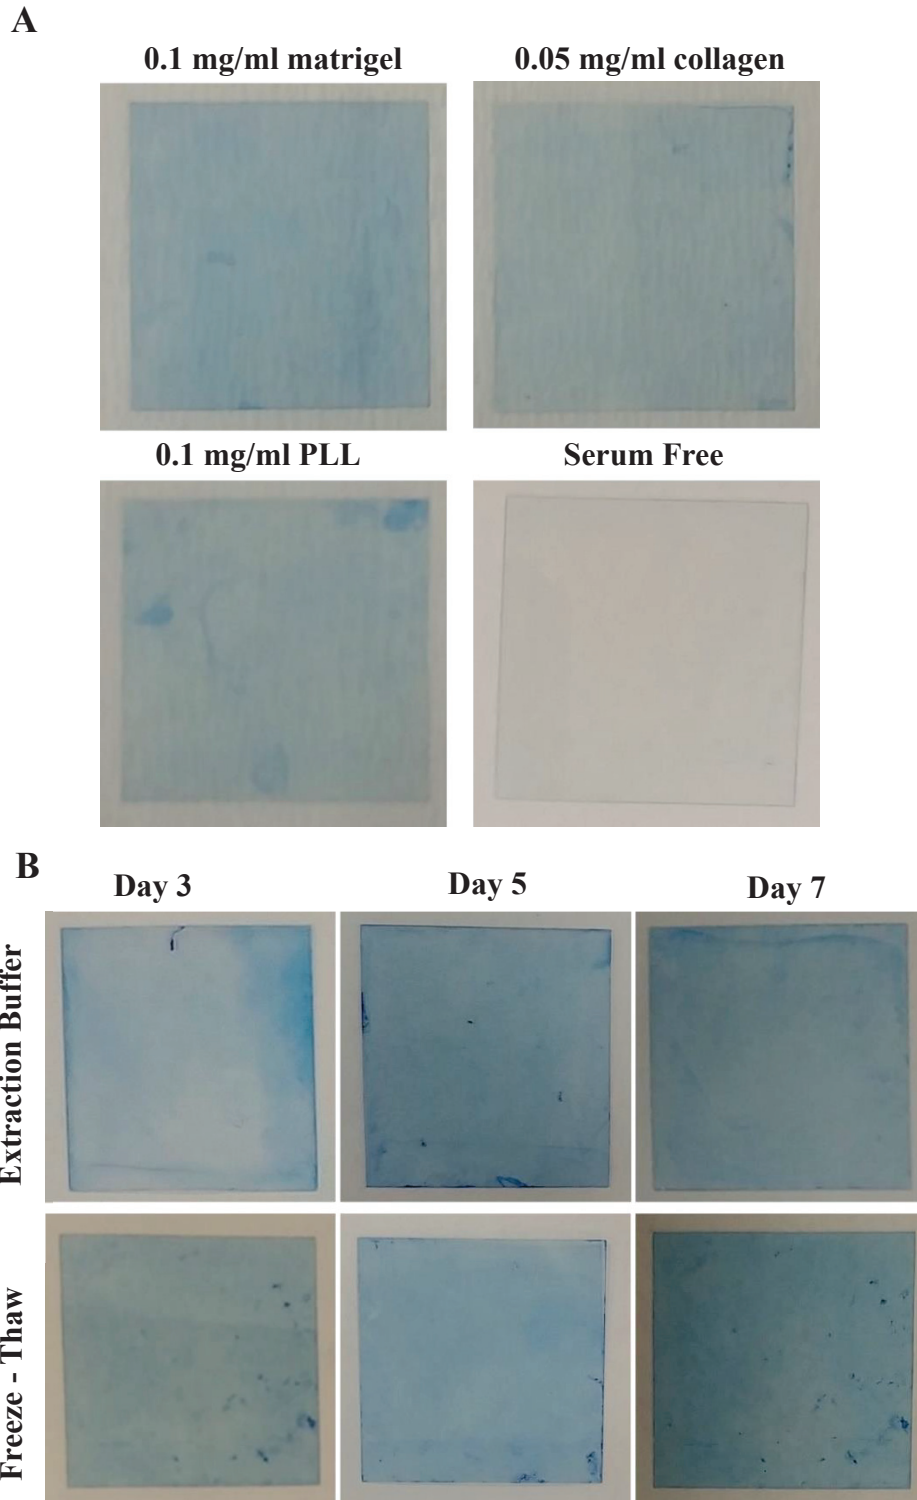 A
0.1 mg/ml matrigel
0.05 mg/ml collagen
0.1 mg/ml PLL
Serum Free
B
Day 3
Day 5
Day 7
Extraction Buffer
Freeze - Thaw